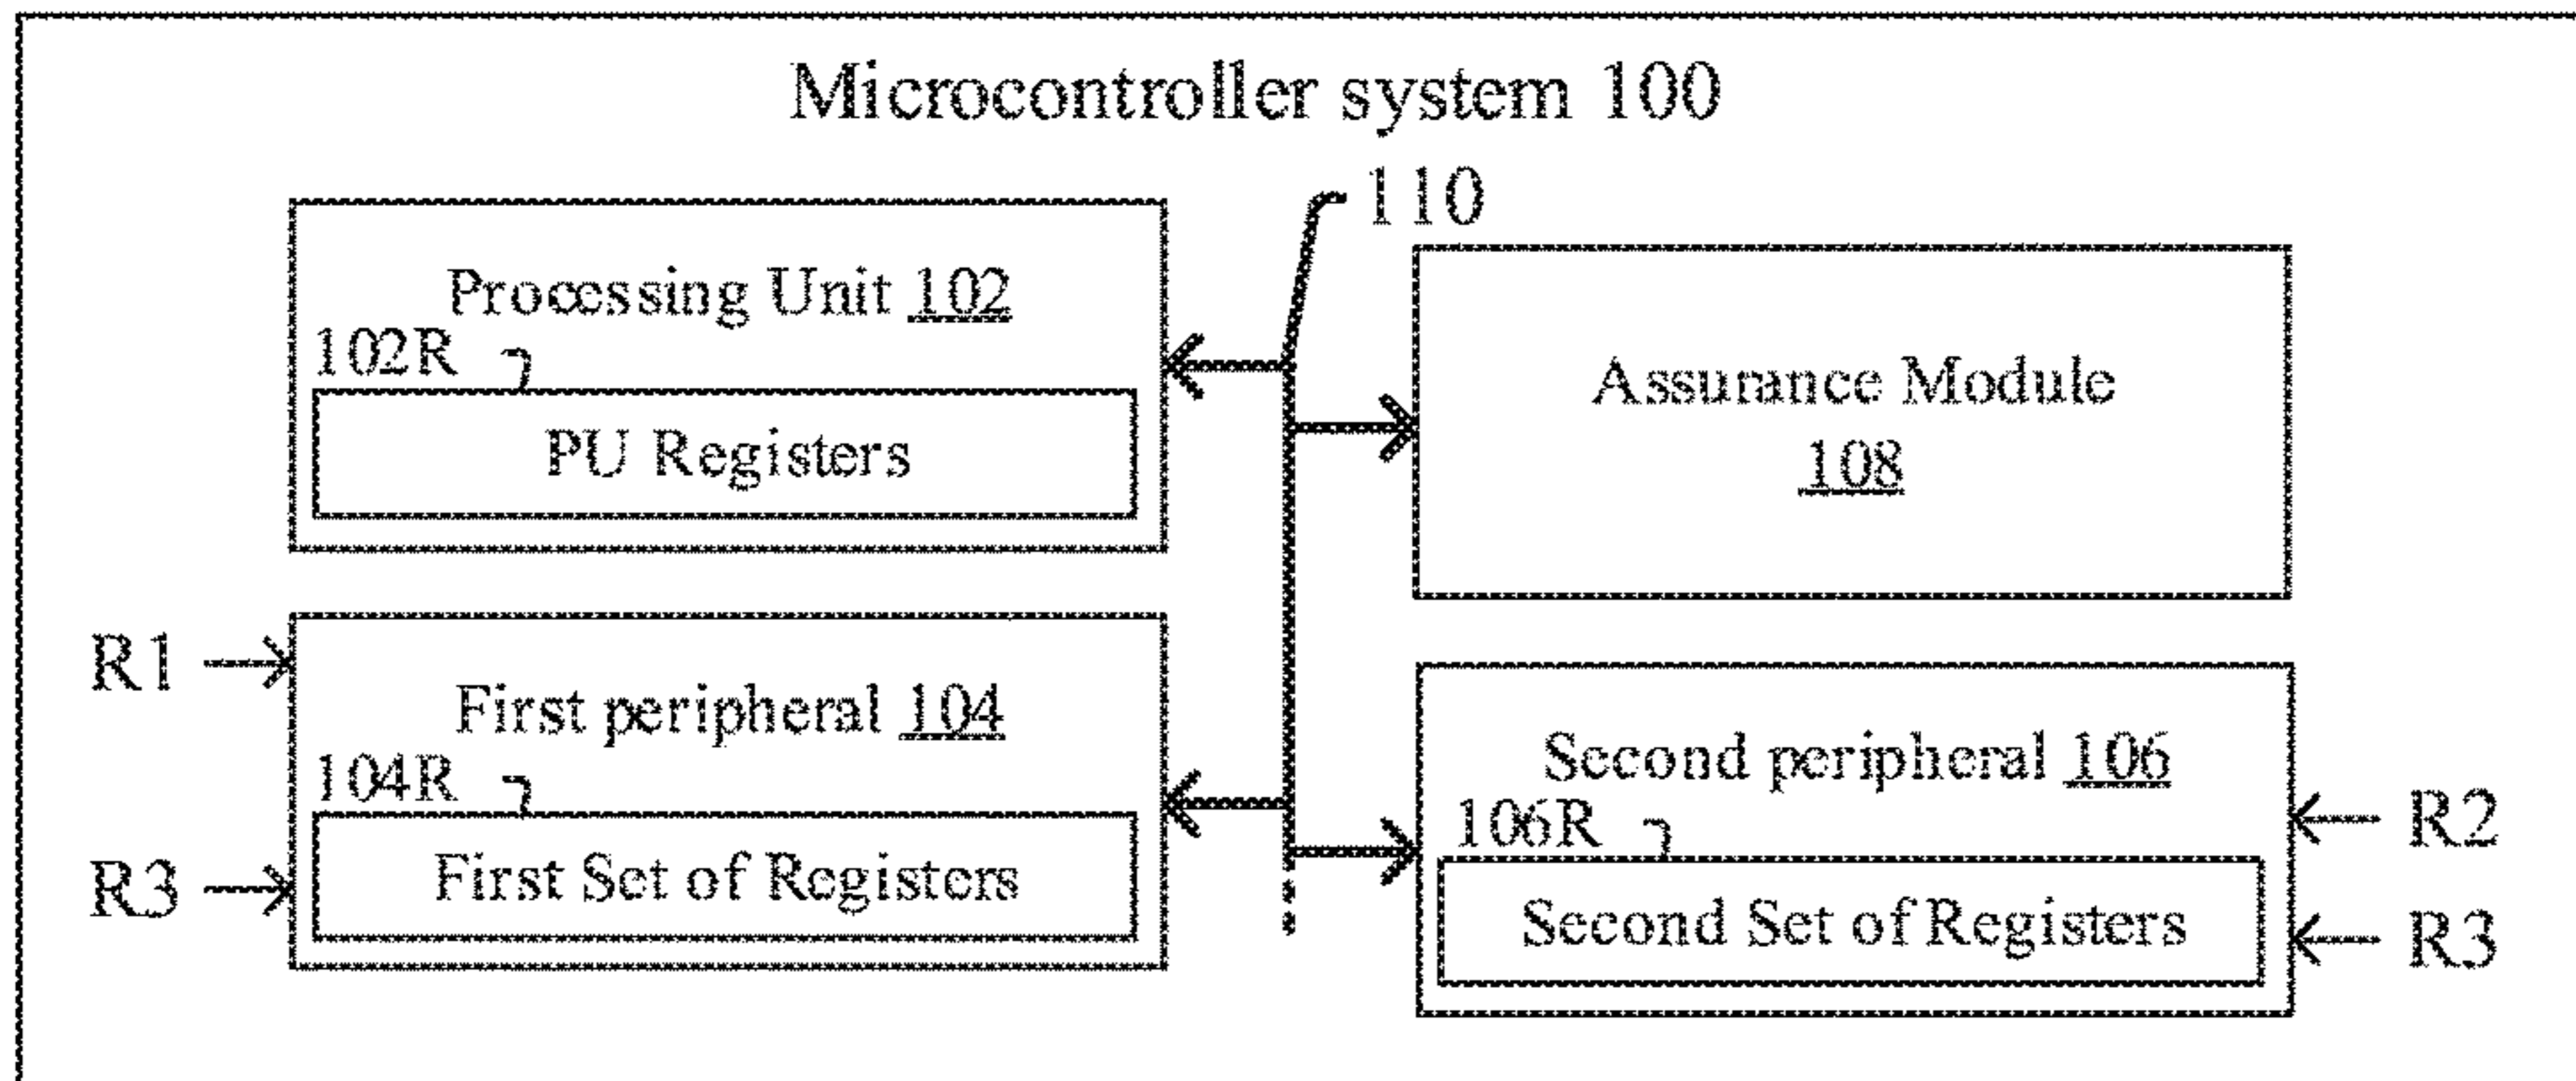 Microcontroller system 100
110
Processing Unit 102
102R
PU Registers
Assurance Module
108
R1
First peripheral 104
104R
R3
First Set of Registers
Second peripheral 106
106R
R2
Second Set of Registers
R3